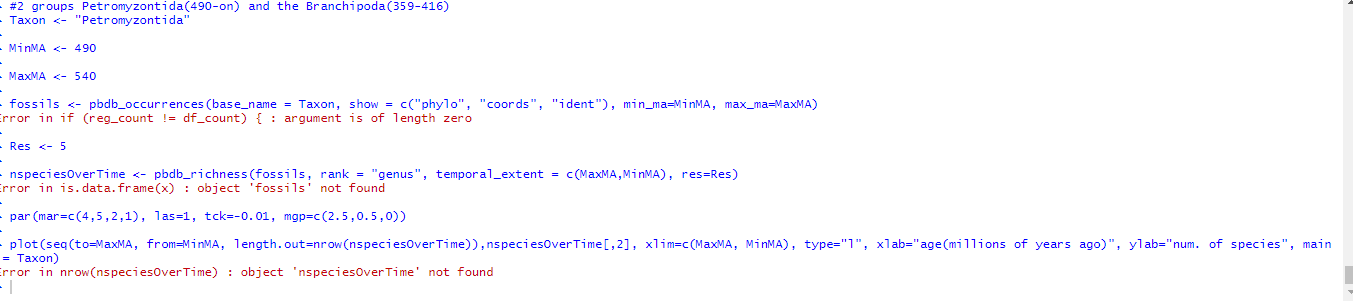 > #2 groups Petromyzontida(490-on) and the Branchipoda(359-416)
> Taxon <- "Petromyzontida"
>
> MinMA <- 490
>
> MaxMA <- 540
>
> fossils <- pbdb_occurrences(base_name = Taxon, show = c("phylo", "coords", "ident"), min_ma=MinMA, max_ma=MaxMA)
Error in if (reg_count != df_count) { : argument is of length zero
>
> Res <- 5
>
> nspeciesOverTime <- pbdb_richness(fossils, rank = "genus", temporal_extent = c(MaxMA,MinMA), res=Res)
Error in is.data.frame(x) : object 'fossils' not found
>
> par(mar=c(4,5,2,1), las=1, tck=-0.01, mgp=c(2.5,0.5,0))
>
> plot(seq(to=MaxMA, from=MinMA, length.out=nrow(nspeciesOverTime)),nspeciesOverTime[,2], xlim=c(MaxMA, MinMA), type="l", xlab="age(millions of years ago)", ylab="num. of species", main
= Taxon)
Error in nrow(nspeciesOverTime) : object 'nspeciesOverTime' not found
>